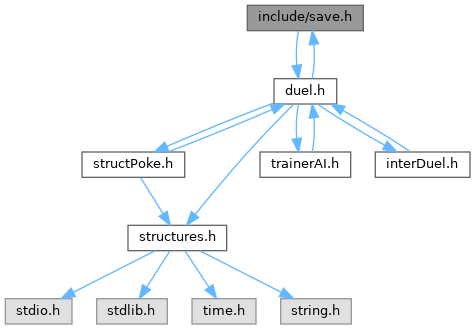 include/save.h
duel.h
structPoke.h
trainerAI.h
interDuel.h
structures.h
stdio.h
stdlib.h
time.h
string.h